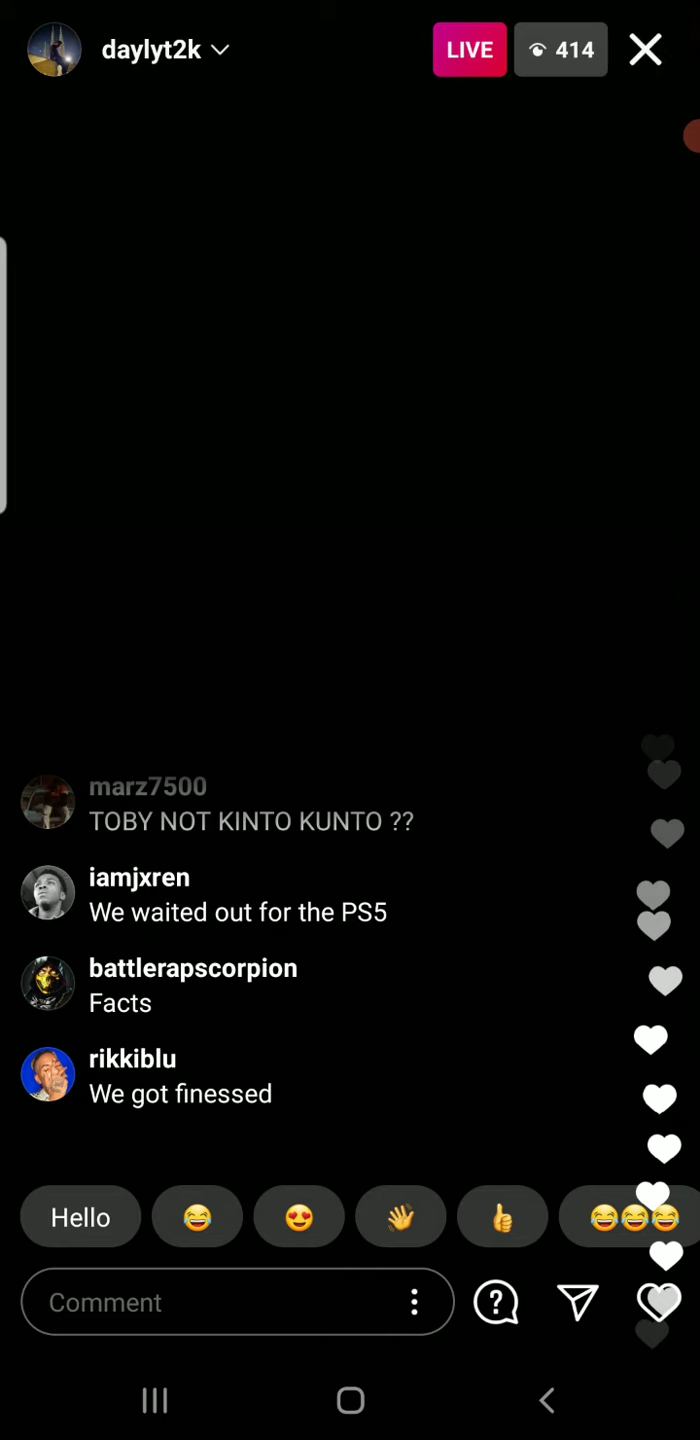 daylyt2k
LIVE
414
marz7500
TOBY NOT KINTO KUNTO ??
iamjxren
We waited out for the PS5
battlerapscorpion
Facts
rikkiblu
We got finessed
Hello 😂 😍 👋 👍 😂😂😂
Comment